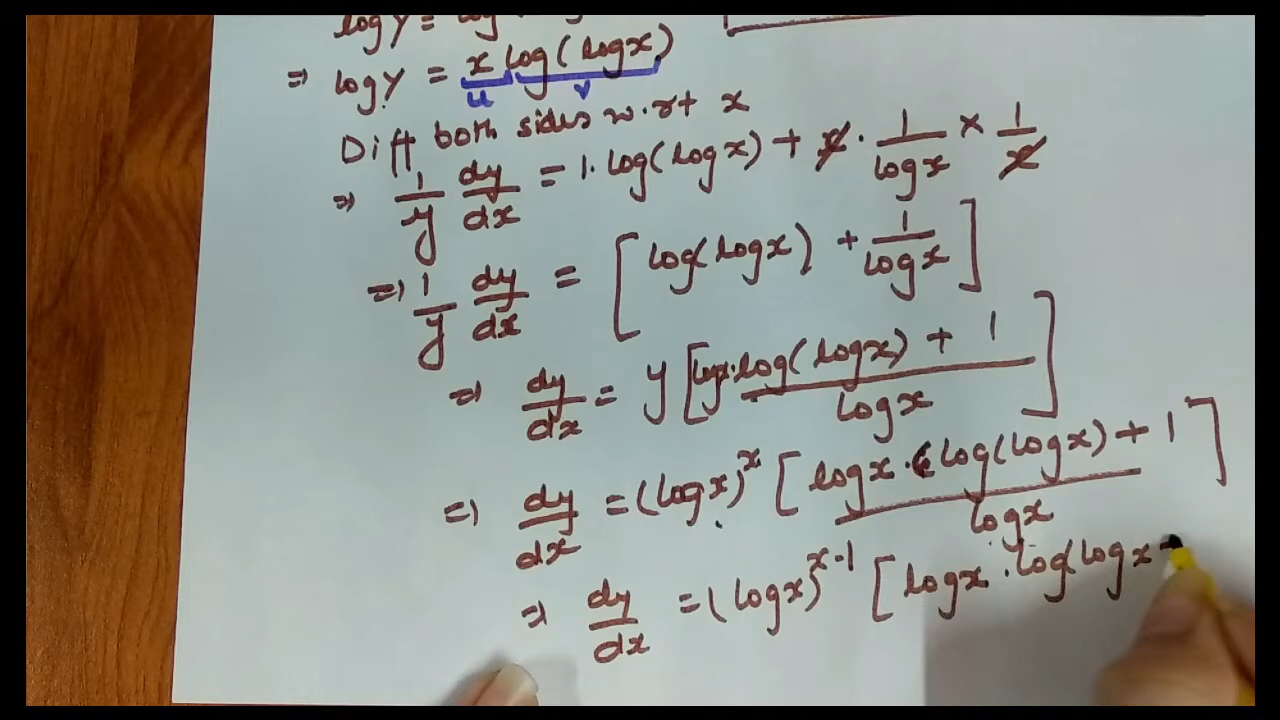 log y = log
⇒ log y = x log(log x)
u v
Diff both sides w.r.t x
⇒ 1/y dy/dx = 1. log(log x) + x . 1/log x × 1/x
⇒ 1/y dy/dx = [ log(log x) + 1/log x ]
⇒ dy/dx = y [ log x . log(log x) + 1 / log x ]
⇒ dy/dx = (log x)^x [ log x . log(log x) + 1 / log x ]
⇒ dy/dx = (log x)^(x-1) [ log x . log(log x